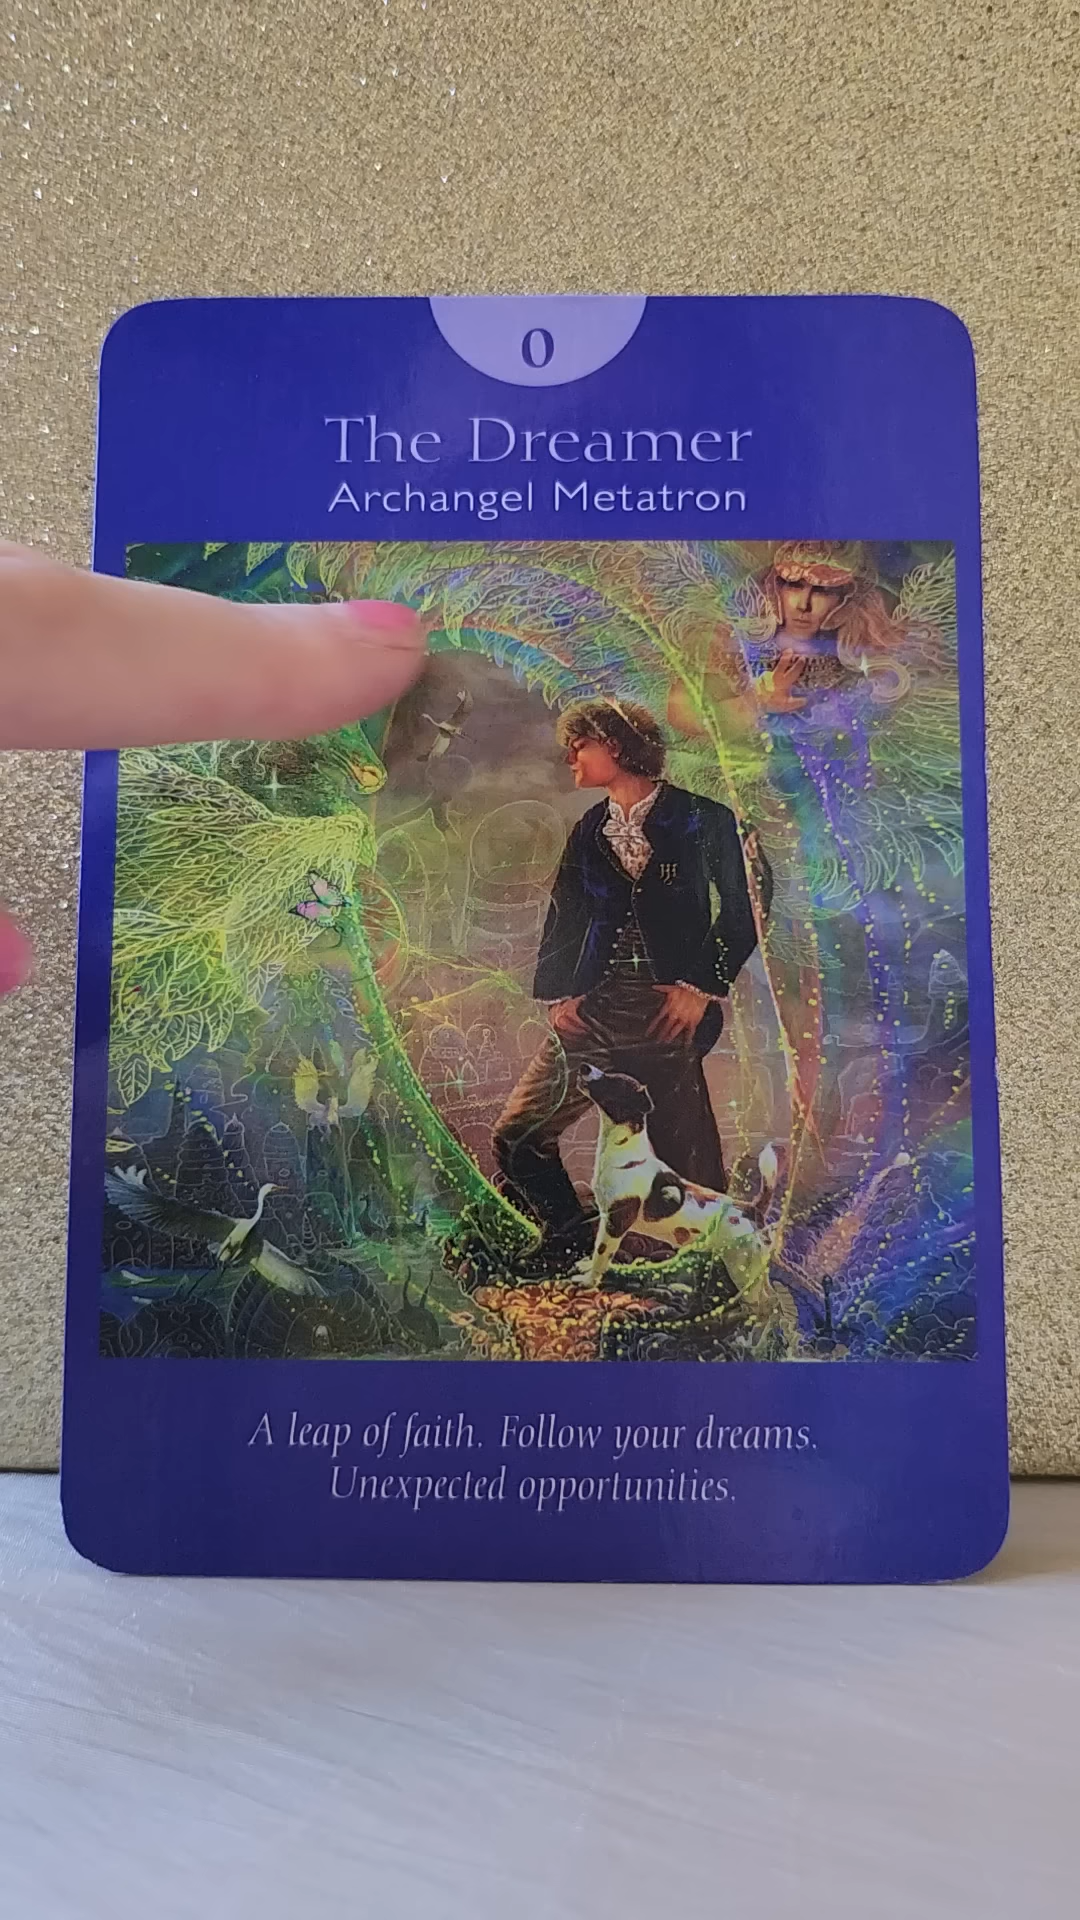 0
The Dreamer
Archangel Metatron
A leap of faith. Follow your dreams.
Unexpected opportunities.